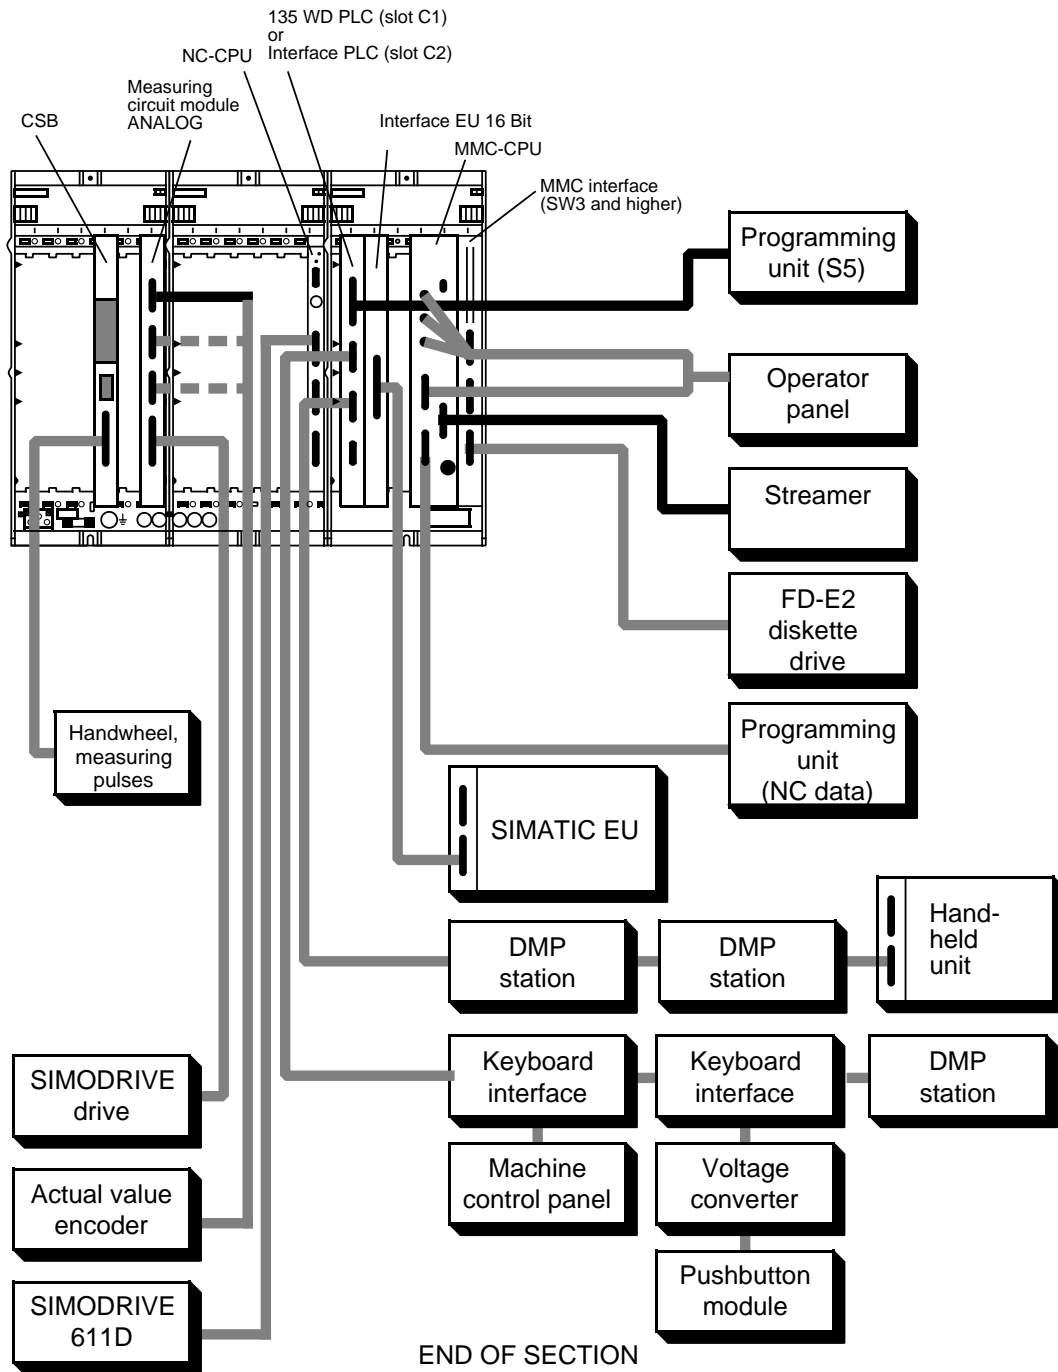 135 WD PLC (slot C1)
or
Interface PLC (slot C2)
NC-CPU
Measuring
circuit module
ANALOG
CSB
Interface EU 16 Bit
MMC-CPU
MMC interface
(SW3 and higher)
Programming
unit (S5)
Operator
panel
Streamer
FD-E2
diskette
drive
Programming
unit
(NC data)
Handwheel,
measuring
pulses
SIMATIC EU
DMP
station
DMP
station
Hand-
held
unit
Keyboard
interface
Keyboard
interface
DMP
station
SIMODRIVE
drive
Machine
control panel
Voltage
converter
Actual value
encoder
Pushbutton
module
SIMODRIVE
611D
END OF SECTION